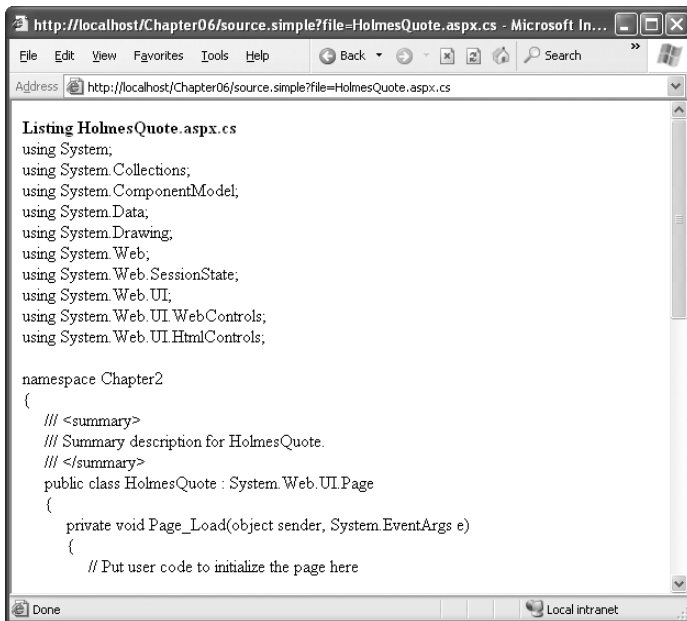 http://localhost/Chapter06/source.simple?file=HolmesQuote.aspx.cs - Microsoft In...
File Edit View Favorites Tools Help Back Search »
Address http://localhost/Chapter06/source.simple?file=HolmesQuote.aspx.cs
Listing HolmesQuote.aspx.cs
using System;
using System.Collections;
using System.ComponentModel;
using System.Data;
using System.Drawing;
using System.Web;
using System.Web.SessionState;
using System.Web.UI;
using System.Web.UI.WebControls;
using System.Web.UI.HtmlControls;
namespace Chapter2
{
/// <summary>
/// Summary description for HolmesQuote.
/// </summary>
public class HolmesQuote : System.Web.UI.Page
{
private void Page_Load(object sender, System.EventArgs e)
{
// Put user code to initialize the page here
Done Local intranet